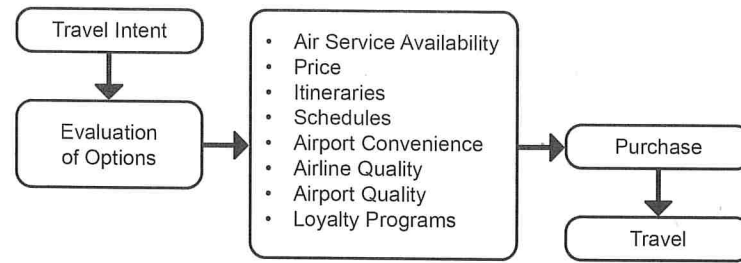 Travel Intent
Evaluation
of Options
• Air Service Availability
• Price
• Itineraries
• Schedules
• Airport Convenience
• Airline Quality
• Airport Quality
• Loyalty Programs
Purchase
Travel